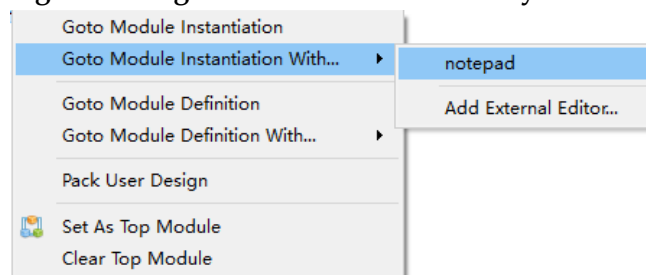 Goto Module Instantiation
Goto Module Instantiation With...
notepad
Add External Editor...
Goto Module Definition
Goto Module Definition With...
Pack User Design
Set As Top Module
Clear Top Module